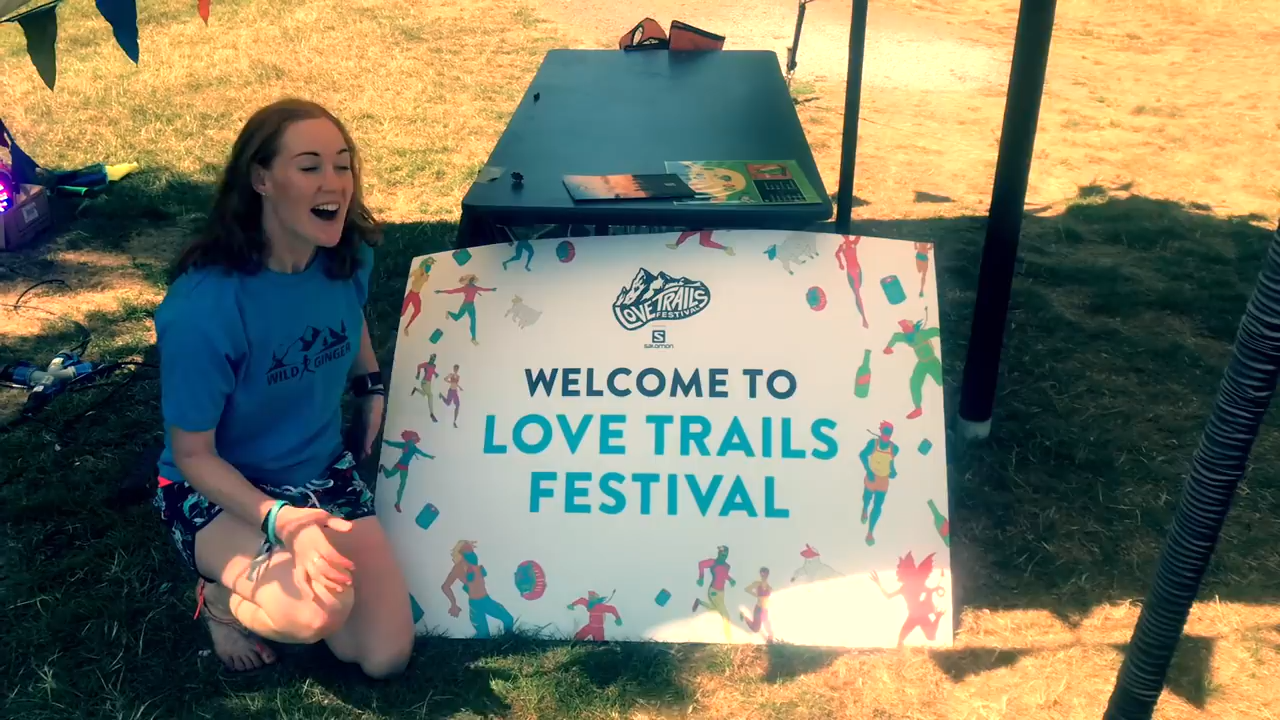 LOVE TRAILS
FESTIVAL
SALOMON
WELCOME TO
LOVE TRAILS
FESTIVAL
WILD GINGER